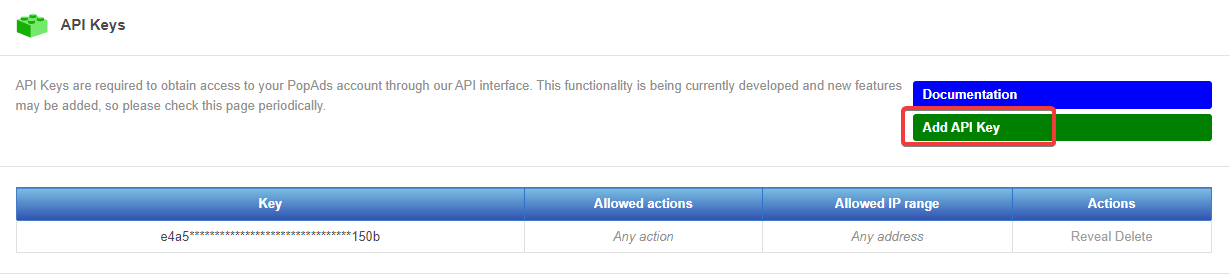 API Keys
API Keys are required to obtain access to your PopAds account through our API interface. This functionality is being currently developed and new features
may be added, so please check this page periodically.
Documentation
Add API Key
Key Allowed actions Allowed IP range Actions
e4a5********************************150b Any action Any address Reveal Delete